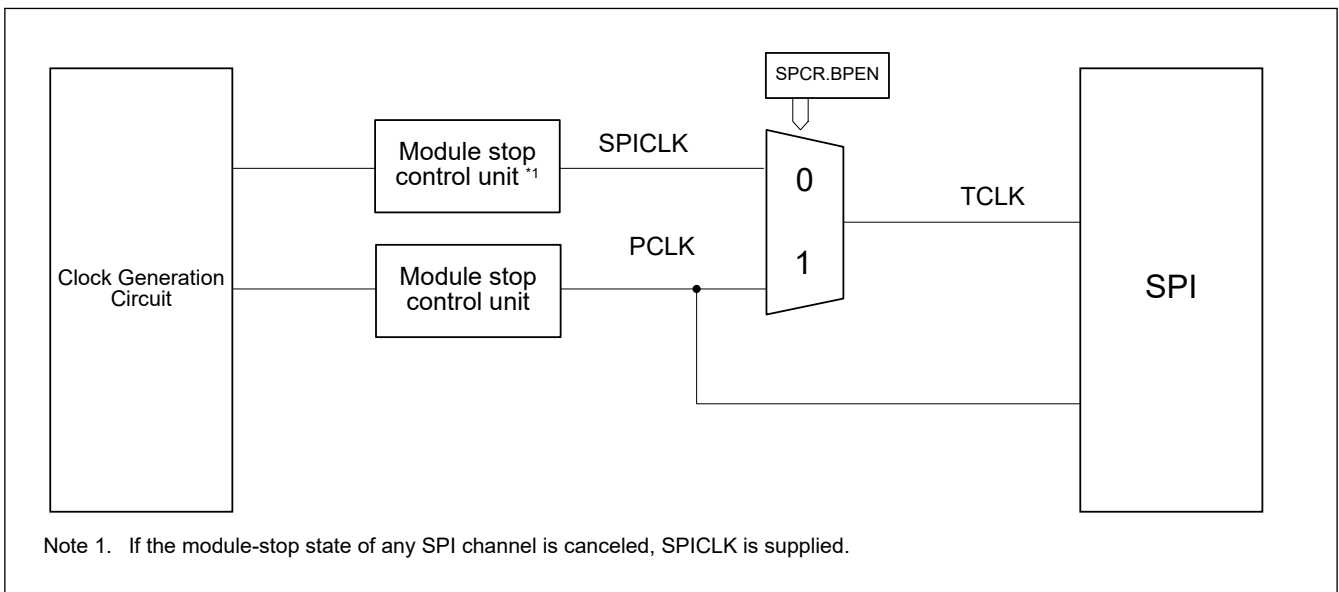 SPCR.BPEN
Module stop
control unit *1
SPICLK
0
TCLK
Clock Generation
Circuit
Module stop
control unit
PCLK
1
SPI
Note 1. If the module-stop state of any SPI channel is canceled, SPICLK is supplied.